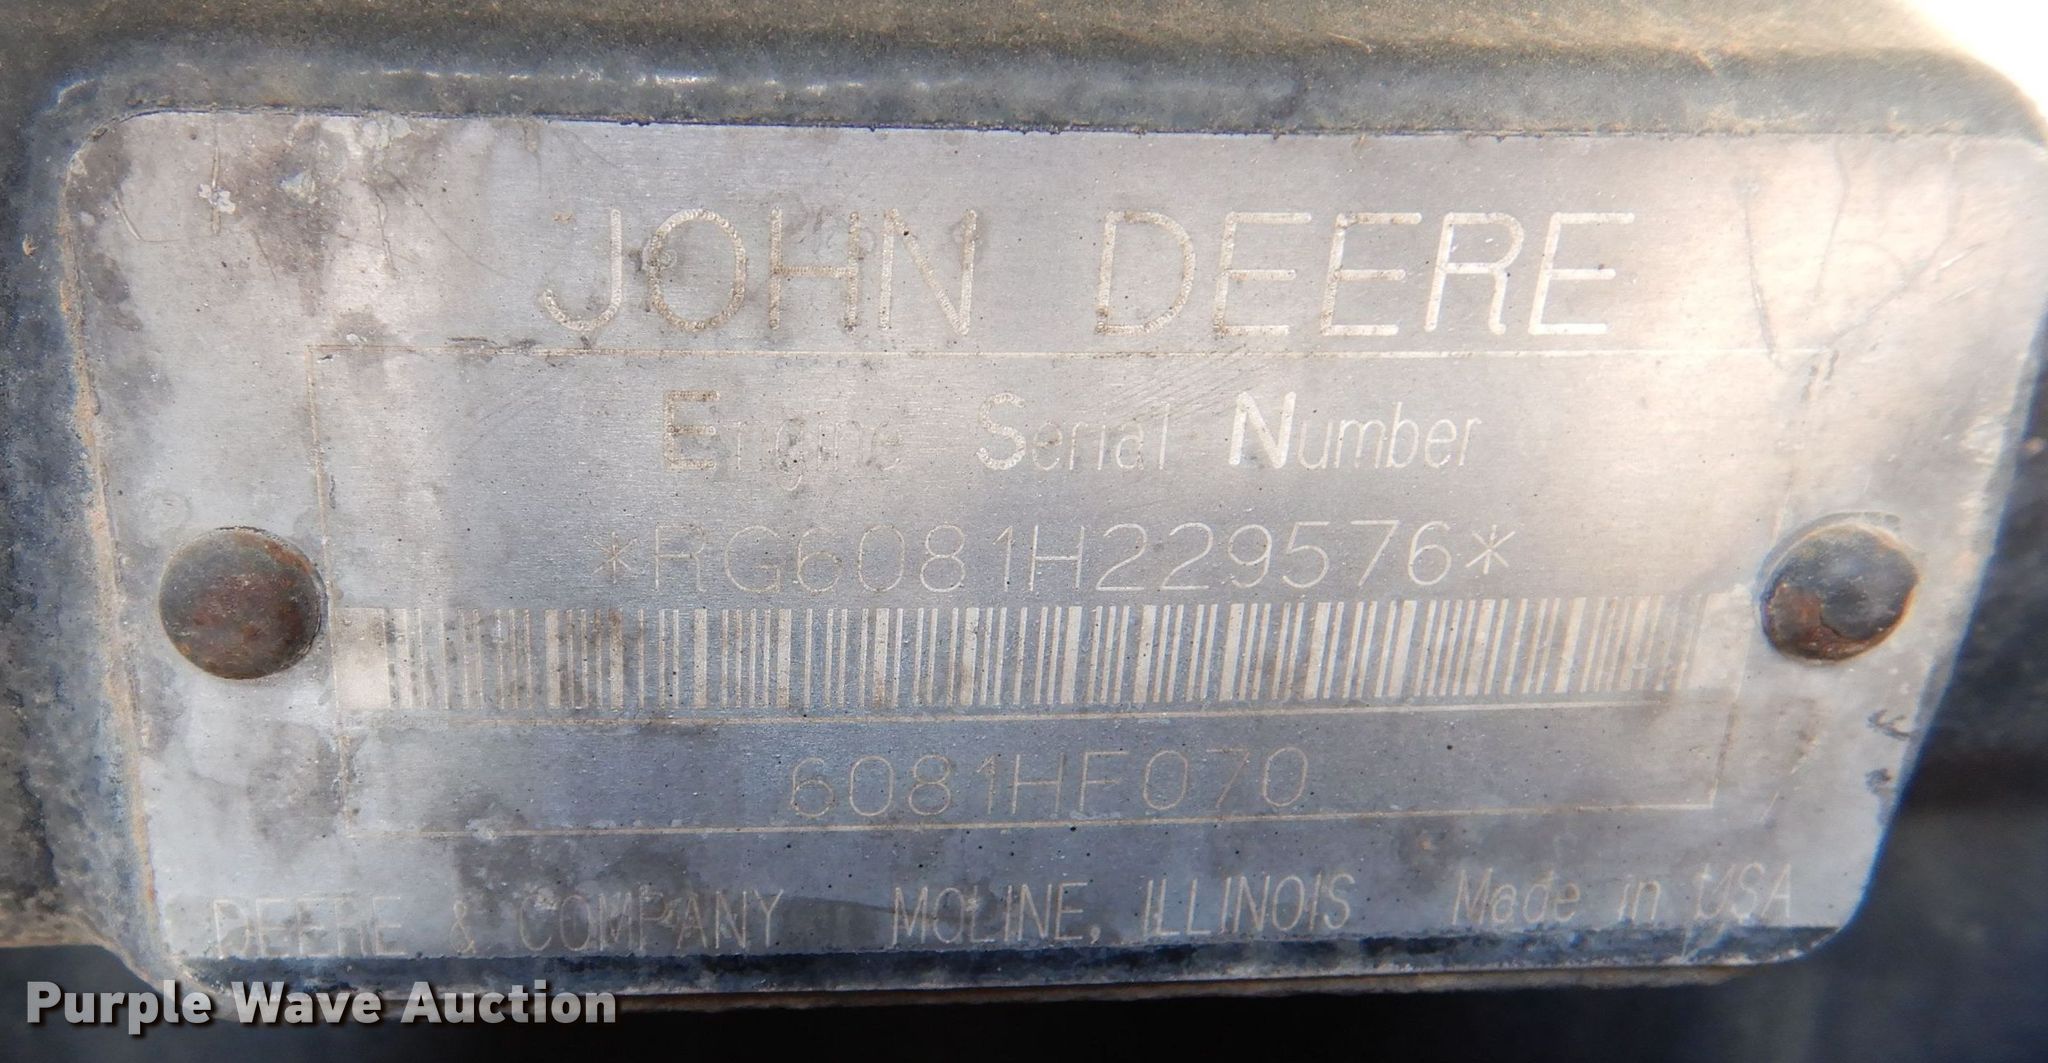 JOHN DEERE
Engine Serial Number
*RG6081H229576*
6081HF070
DEERE & COMPANY MOLINE, ILLINOIS Made in USA
Purple Wave Auction